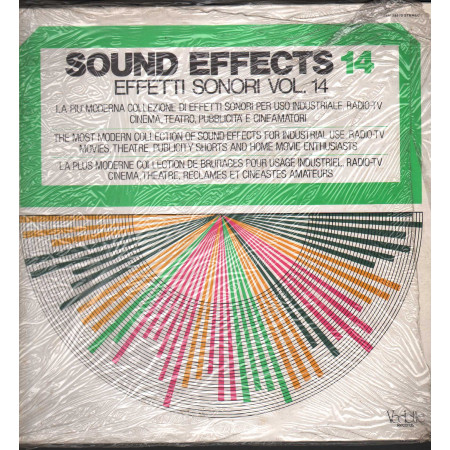 SOUND EFFECTS 14
EFFETTI SONORI VOL. 14
LA PIU' MODERNA COLLEZIONE DI EFFETTI SONORI PER USO INDUSTRIALE, RADIO-TV
CINEMA, TEATRO, PUBBLICITA E CINEAMATORI.
THE MOST MODERN COLLECTION OF SOUND EFFECTS FOR INDUSTRIAL USE, RADIO-TV
MOVIES, THEATRE, PUBLICITY SHORTS AND HOME MOVIE ENTHUSIASTS
LA PLUS MODERNE COLLECTION DE BRUITAGES POUR USAGE INDUSTRIEL, RADIO-TV
CINEMA, THEATRE, RECLAMES ET CINEASTES AMATEURS
Vedette